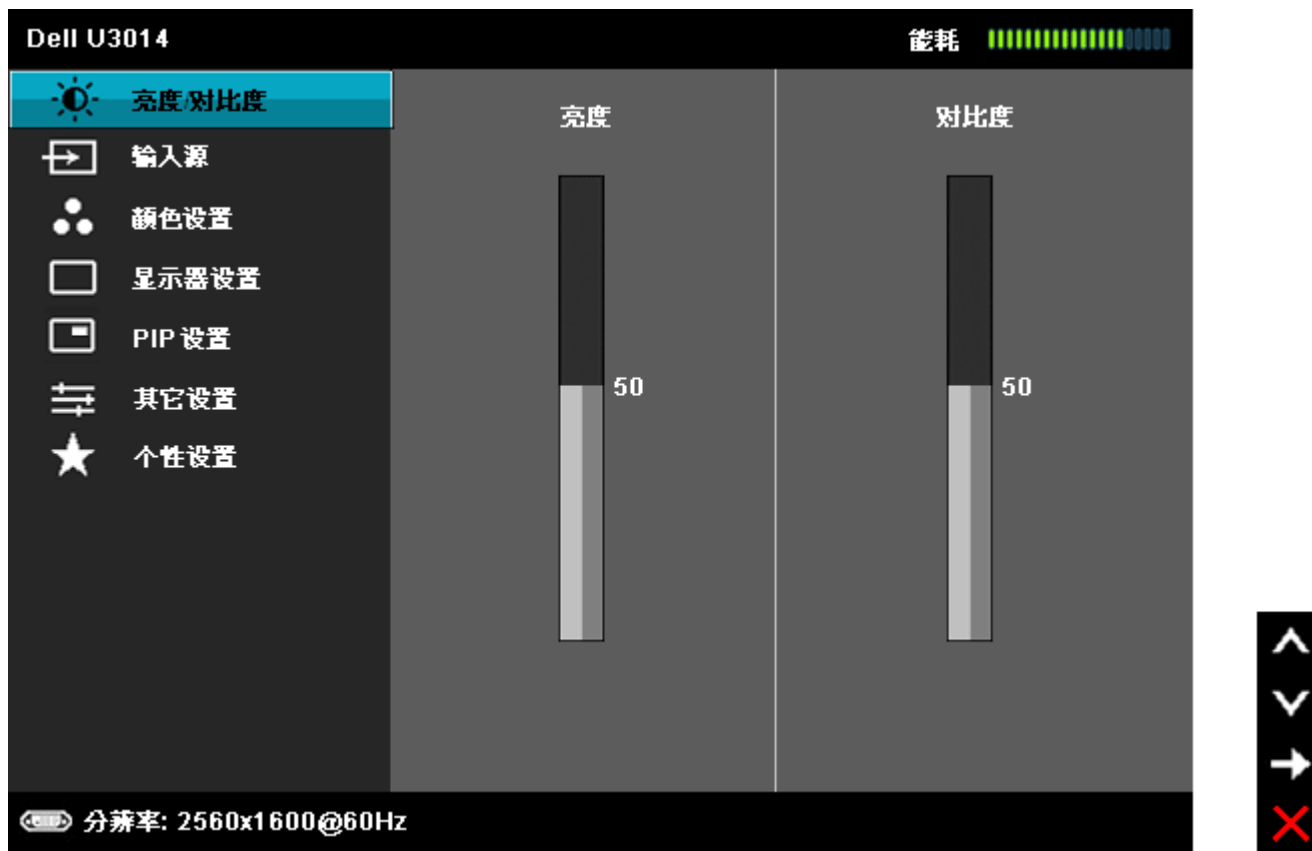 Dell U3014
能耗
亮度/对比度
输入源
颜色设置
显示器设置
PIP 设置
其它设置
个性设置
亮度
50
对比度
50
分辨率: 2560x1600@60Hz